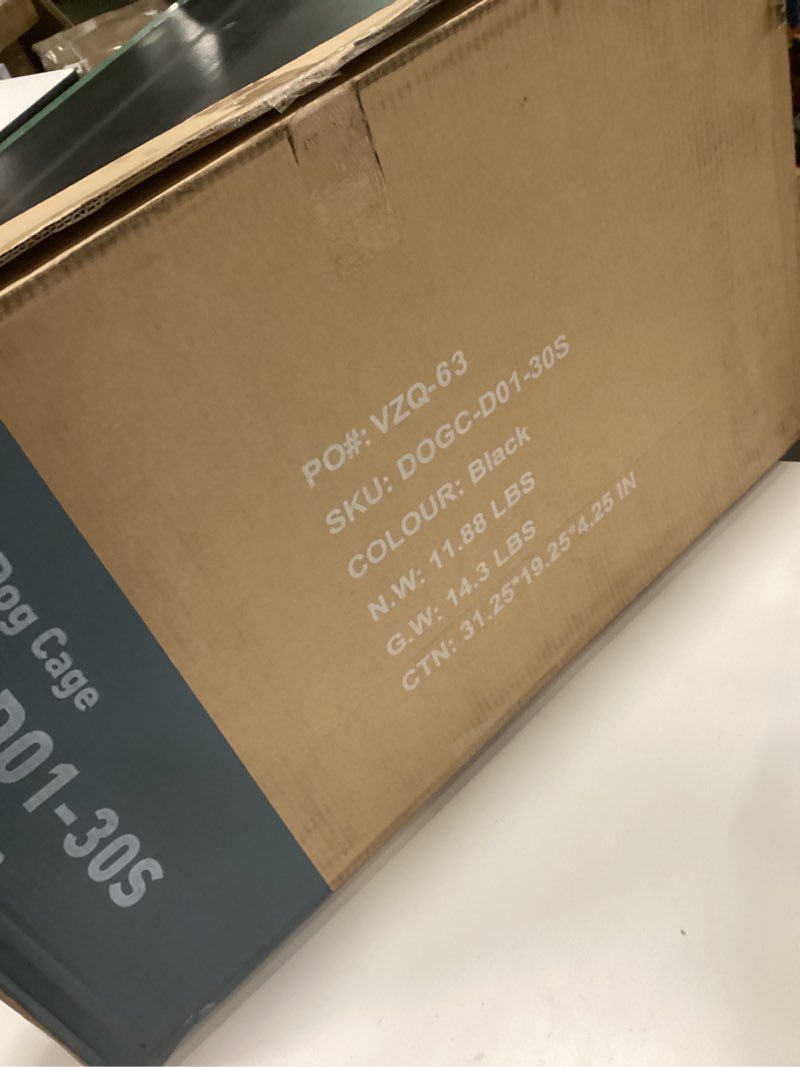 PO#: VZQ-63
SKU: DOGC-D01-30S
COLOUR: Black
N.W: 11.88 LBS
G.W: 14.3 LBS
CTN: 31.25*19.25*4.25 IN
Dog Cage
D01-30S